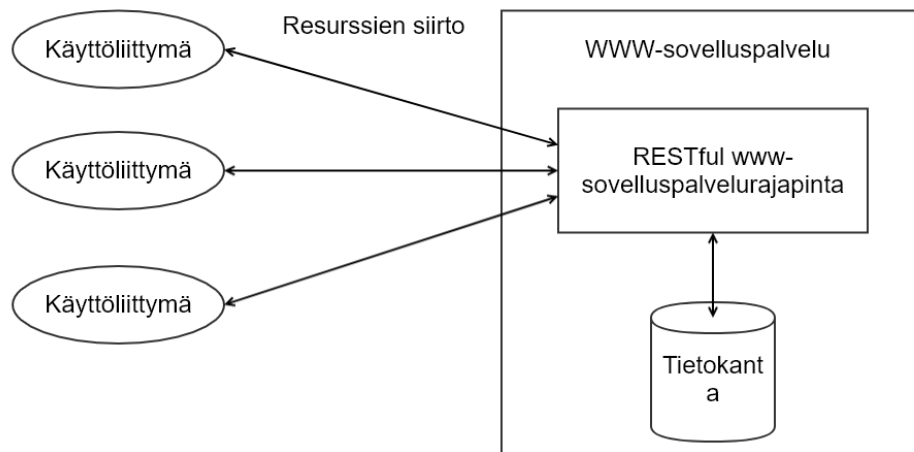 Käyttöliittymä
Resurssien siirto
WWW-sovelluspalvelu
Käyttöliittymä
RESTful www-
sovelluspalvelurajapinta
Käyttöliittymä
Tietokant
a